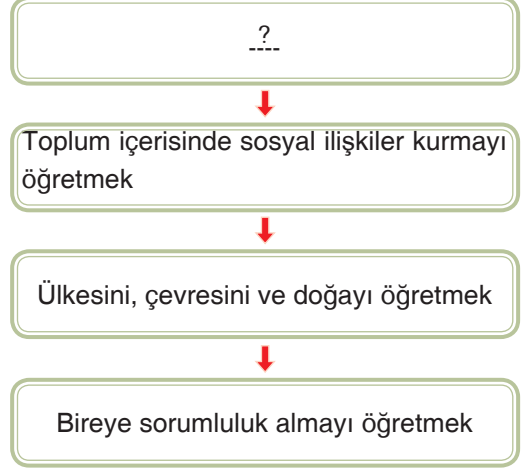 ?
----
Toplum içerisinde sosyal ilişkiler kurmayı
öğretmek
Ülkesini, çevresini ve doğayı öğretmek
Bireye sorumluluk almayı öğretmek